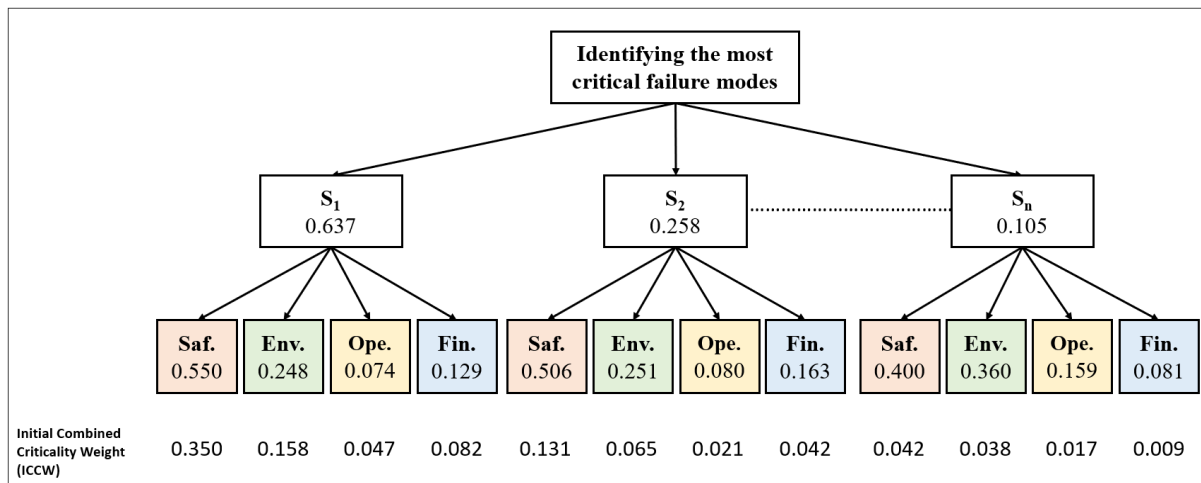 Identifying the most
critical failure modes
S₁
0.637
S₂
0.258
Sₙ
0.105
Saf.
0.550
Env.
0.248
Ope.
0.074
Fin.
0.129
Saf.
0.506
Env.
0.251
Ope.
0.080
Fin.
0.163
Saf.
0.400
Env.
0.360
Ope.
0.159
Fin.
0.081
Initial Combined
Criticality Weight
(ICCW)
0.350 0.158 0.047 0.082 0.131 0.065 0.021 0.042 0.042 0.038 0.017 0.009